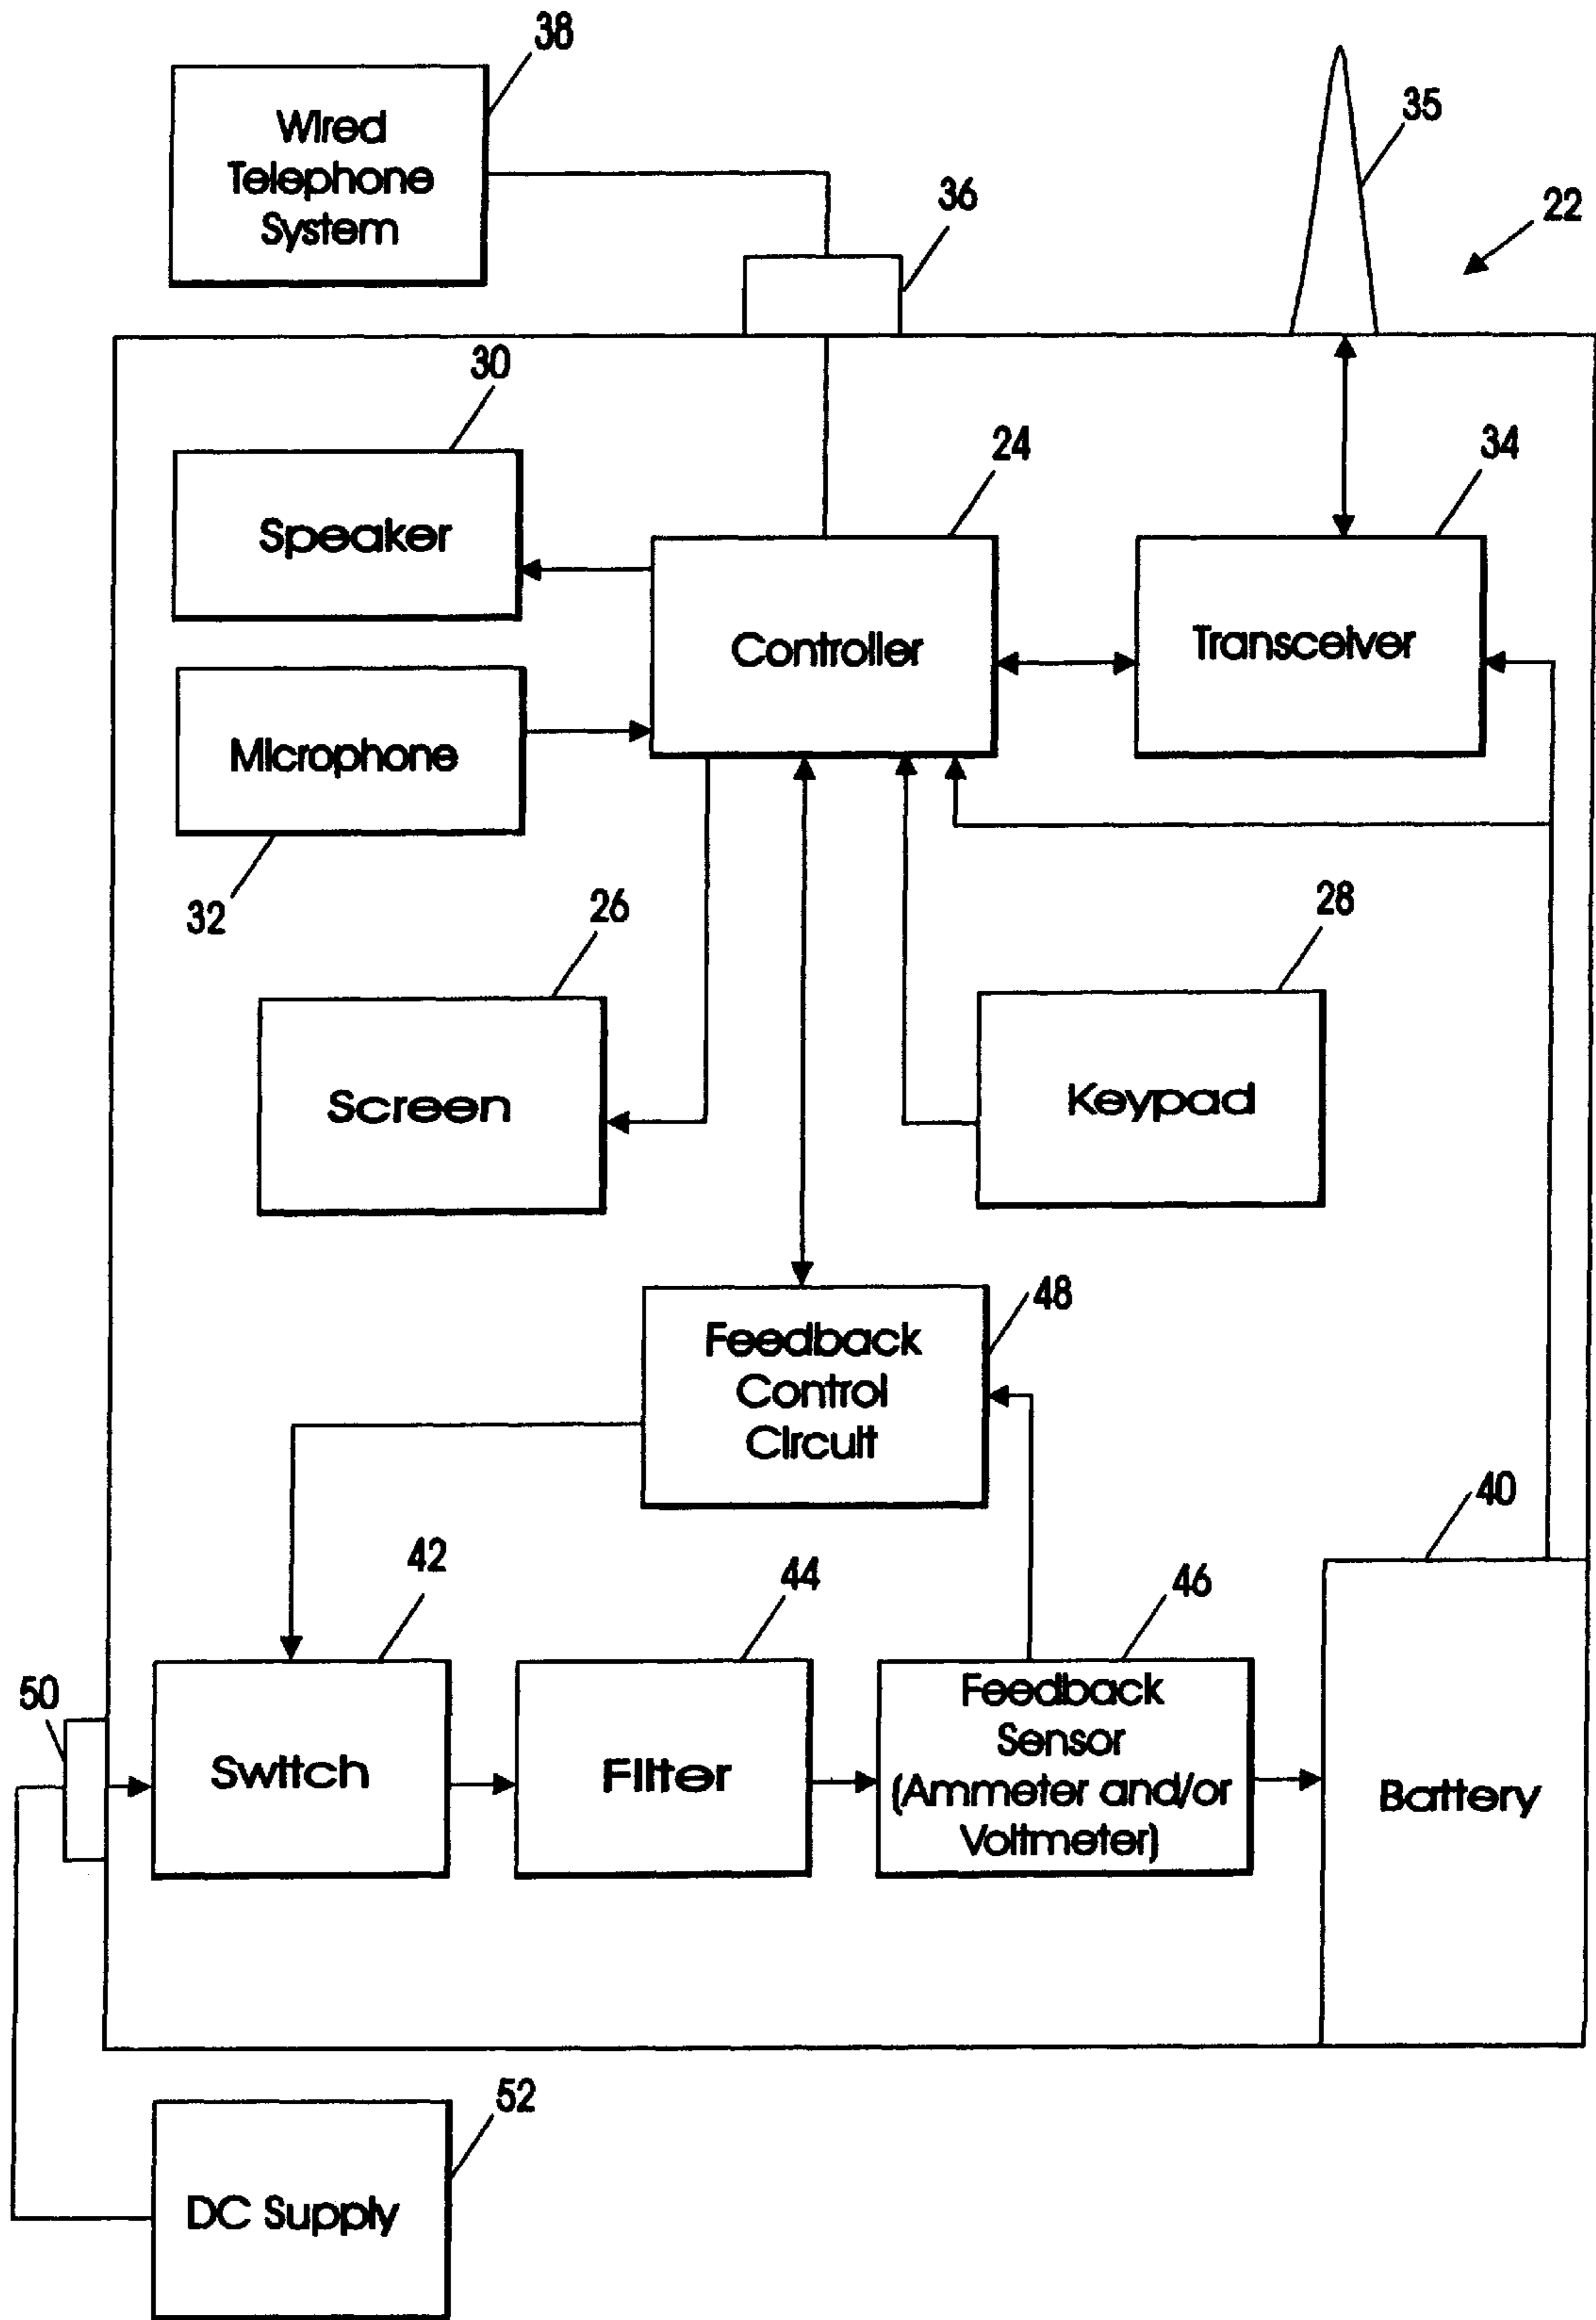 38
Wired
Telephone
System
35
36
22
30
24
34
Speaker
Controller
Transceiver
Microphone
32
26
28
Screen
Keypad
48
Feedback
Control
Circuit
40
42
44
46
50
Switch
Filter
Feedback
Sensor
(Ammeter and/or
Voltmeter)
Battery
52
DC Supply